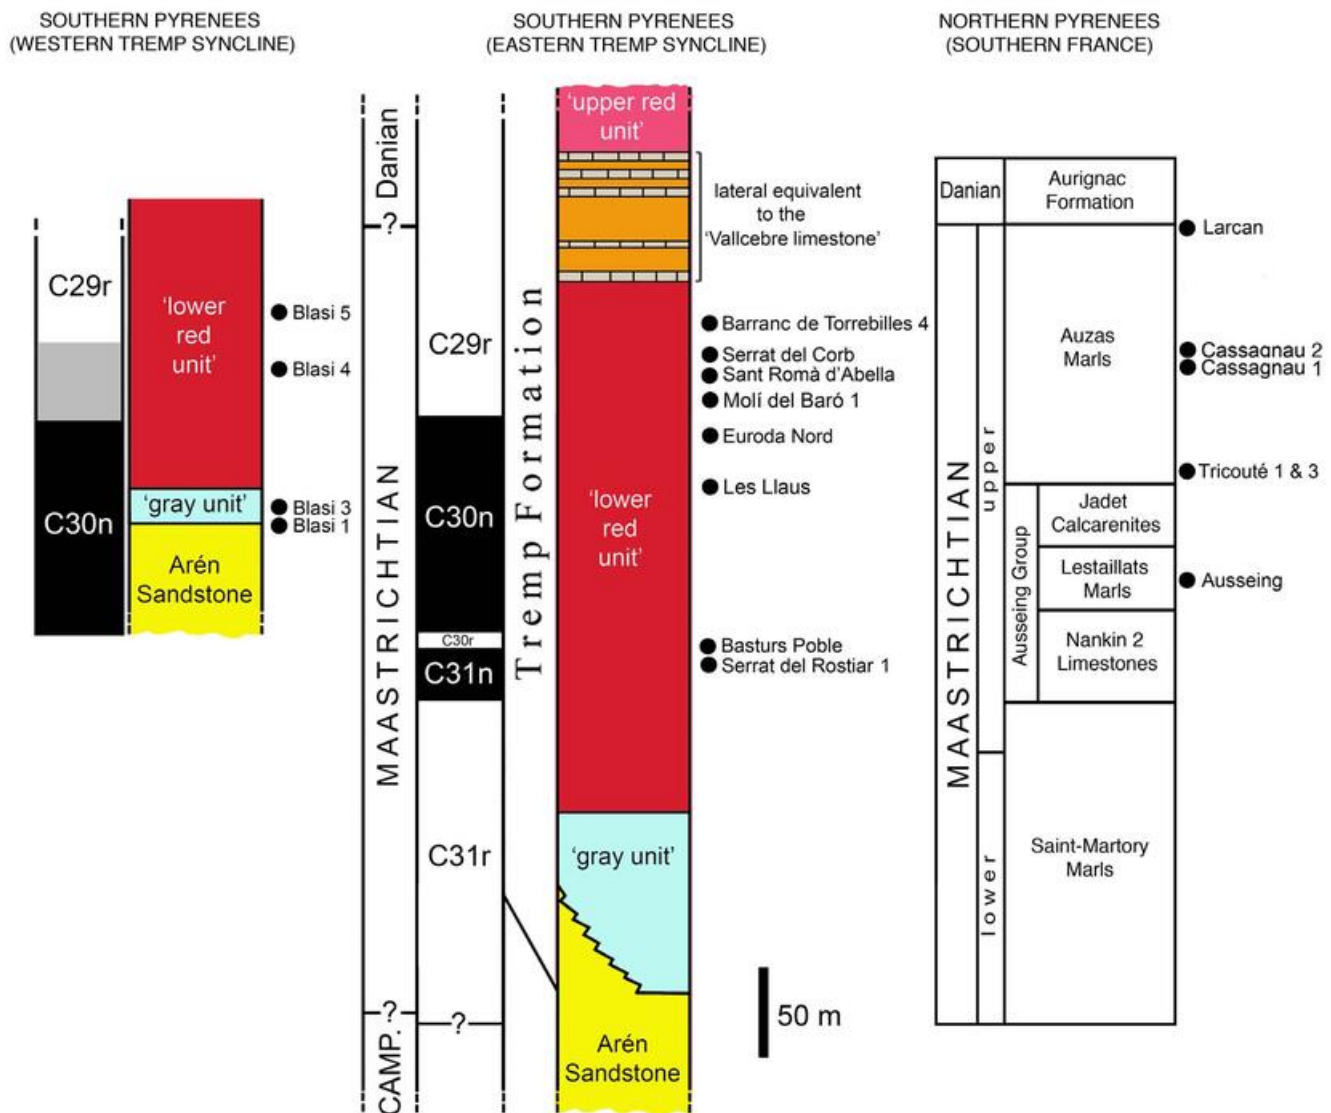 SOUTHERN PYRENEES
(WESTERN TREMP SYNCLINE)
C29r
C30n
'lower
red
unit'
'gray unit'
Arén
Sandstone
Blasi 5
Blasi 4
Blasi 3
Blasi 1
SOUTHERN PYRENEES
(EASTERN TREMP SYNCLINE)
Danian
?
MAASTRICHTIAN
?
CAMP.
C29r
C30n
C30r
C31n
C31r
?
Tremp Formation
'upper red
unit'
lateral equivalent
to the
'Vallcebre limestone'
'lower
red
unit'
'gray unit'
Arén
Sandstone
Barranc de Torrebilles 4
Serrat del Corb
Sant Romà d'Abella
Molí del Baró 1
Euroda Nord
Les Llaus
Basturs Poble
Serrat del Rostiar 1
50 m
NORTHERN PYRENEES
(SOUTHERN FRANCE)
Danian
Aurignac
Formation
MAASTRICHTIAN
upper
lower
Auzas
Marls
Ausseing Group
Jadet
Calcarenites
Lestaillats
Marls
Nankin 2
Limestones
Saint-Martory
Marls
Larcan
Cassagnau 2
Cassagnau 1
Tricouté 1 & 3
Ausseing